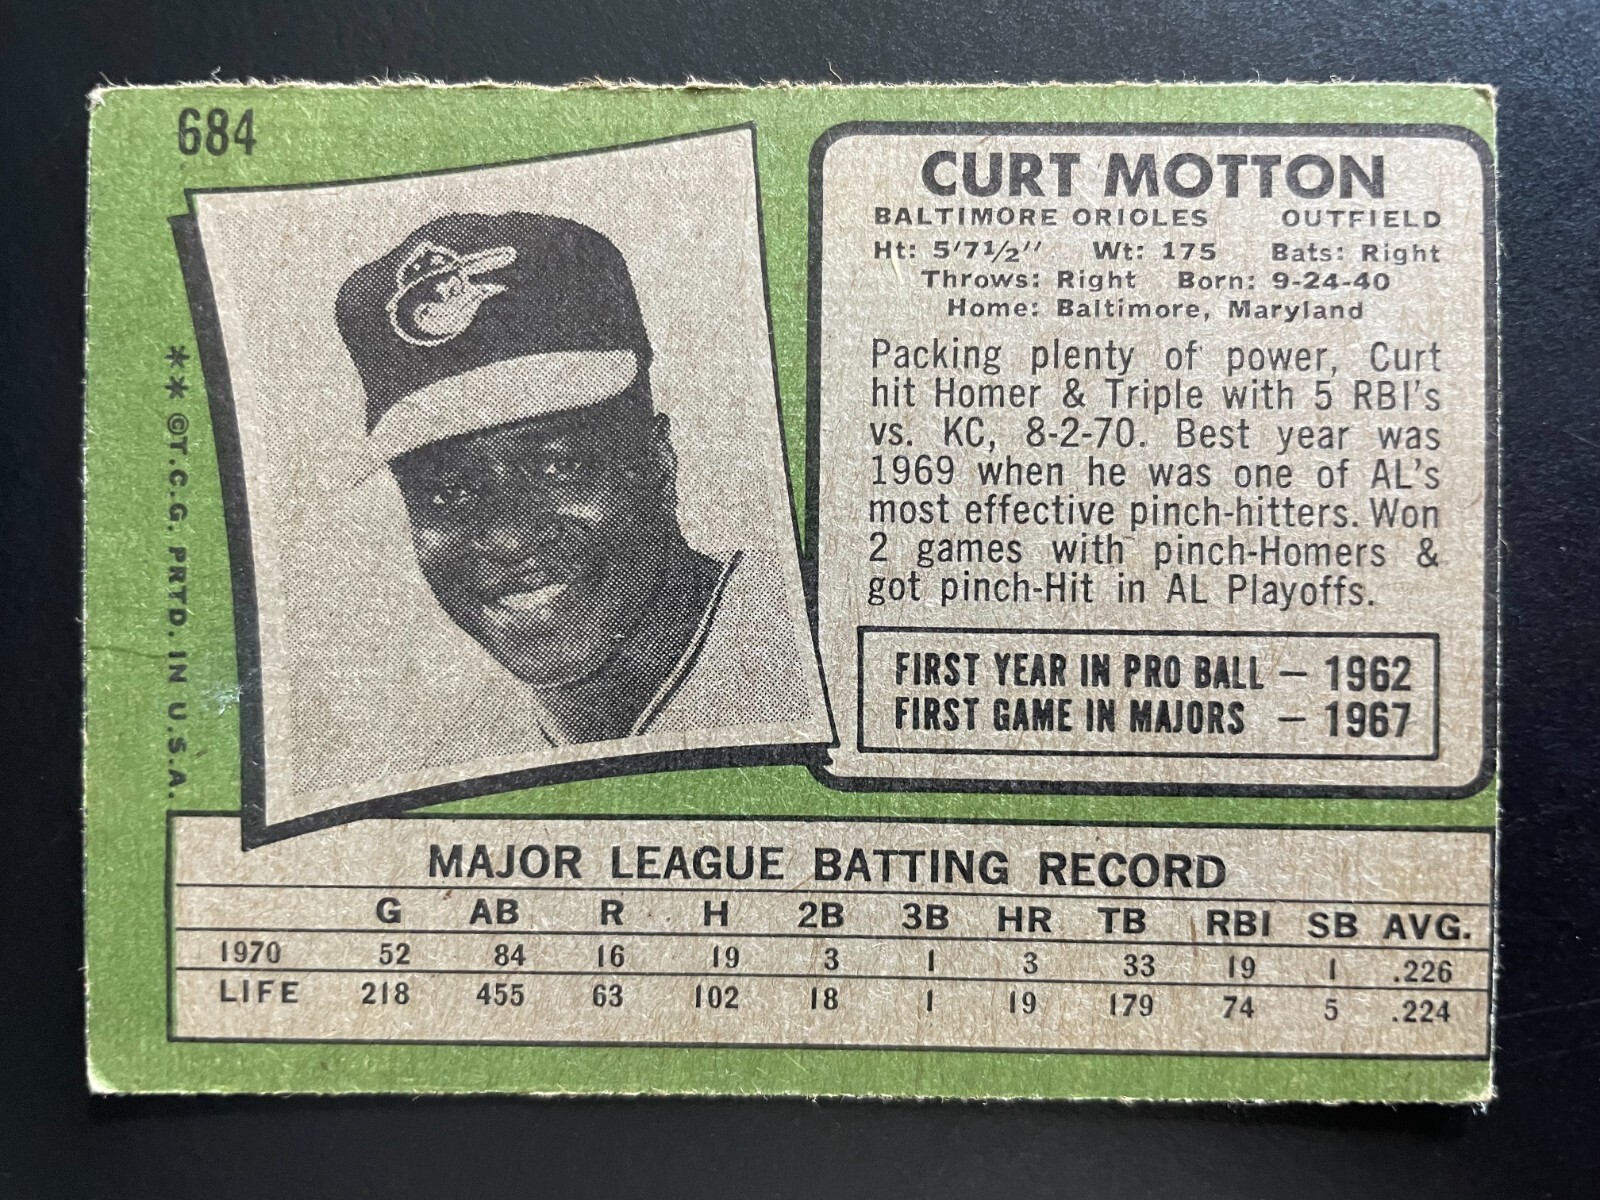 684
CURT MOTTON
BALTIMORE ORIOLES OUTFIELD
Ht: 5'7 1/2" Wt: 175 Bats: Right
Throws: Right Born: 9-24-40
Home: Baltimore, Maryland
Packing plenty of power, Curt
hit Homer & Triple with 5 RBI's
vs. KC, 8-2-70. Best year was
1969 when he was one of AL's
most effective pinch-hitters. Won
2 games with pinch-Homers &
got pinch-Hit in AL Playoffs.
FIRST YEAR IN PRO BALL – 1962
FIRST GAME IN MAJORS – 1967
**©T.C.G. PRTD. IN U.S.A.
MAJOR LEAGUE BATTING RECORD
G AB R H 2B 3B HR TB RBI SB AVG.
1970 52 84 16 19 3 1 3 33 19 1 .226
LIFE 218 455 63 102 18 1 19 179 74 5 .224